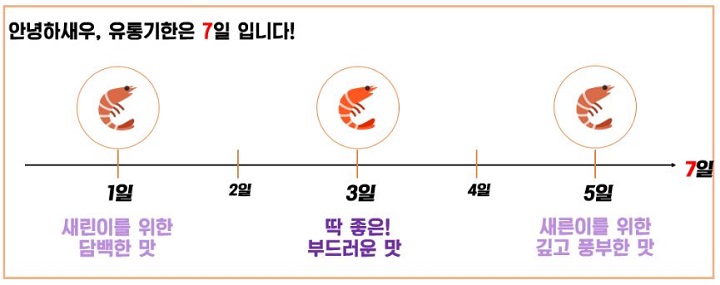 안녕하새우, 유통기한은 7일 입니다!
1일 2일 3일 4일 5일 7일
새린이를 위한 딱 좋은! 새른이를 위한
담백한 맛 부드러운 맛 깊고 풍부한 맛